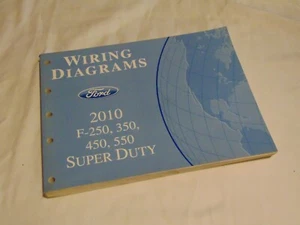 WIRING
DIAGRAMS
Ford
2010
F-250, 350,
450, 550
SUPER DUTY